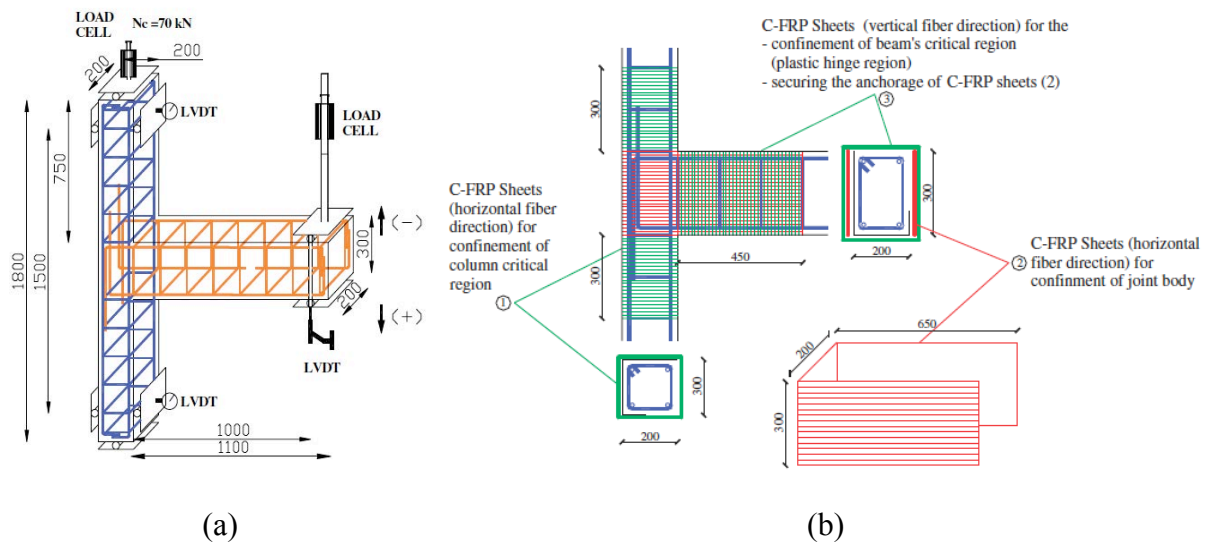 LOAD
CELL
Nc =70 kN
200
200
LVDT
LOAD
CELL
750
1800
1500
(-)
300
200
(+)
LVDT
LVDT
1000
1100
(a)
C-FRP Sheets (vertical fiber direction) for the
- confinement of beam's critical region
(plastic hinge region)
- securing the anchorage of C-FRP sheets (2)
③
300
C-FRP Sheets
(horizontal fiber
direction) for
confinement of
column critical
region
①
300
450
300
200
C-FRP Sheets (horizontal
fiber direction) for
confinment of joint body
②
300
200
650
200
300
(b)